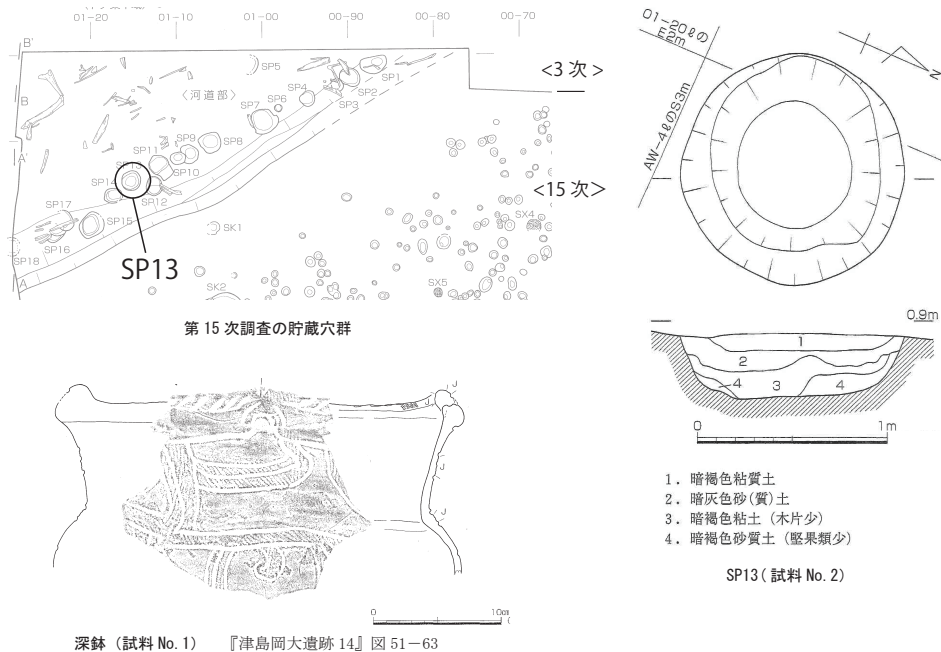 01-20 01-10 01-00 00-90 00-80 00-70
B'
B
A'
A
<河道部>
SP5
SP4
SP1
SP2
SP3
SP6
SP7
SP8
SP9
SP10
SP11
SP12
SP14
SP15
SP16
SP17
SP18
SP13
SK1
SK2
SX4
SX5
<3 次 >
<15 次>
第 15 次調査の貯蔵穴群
01-20ℓの
E2m
AW-4ℓのS3m
N
0.9m
1
2
4 3 4
0 1m
1. 暗褐色粘質土
2. 暗灰色砂(質)土
3. 暗褐色粘土 (木片少)
4. 暗褐色砂質土 (堅果類少)
SP13( 試料 No. 2)
J
J
J
J
J
0 10cm
深鉢 (試料 No. 1) 『津島岡大遺跡 14』図 51-63